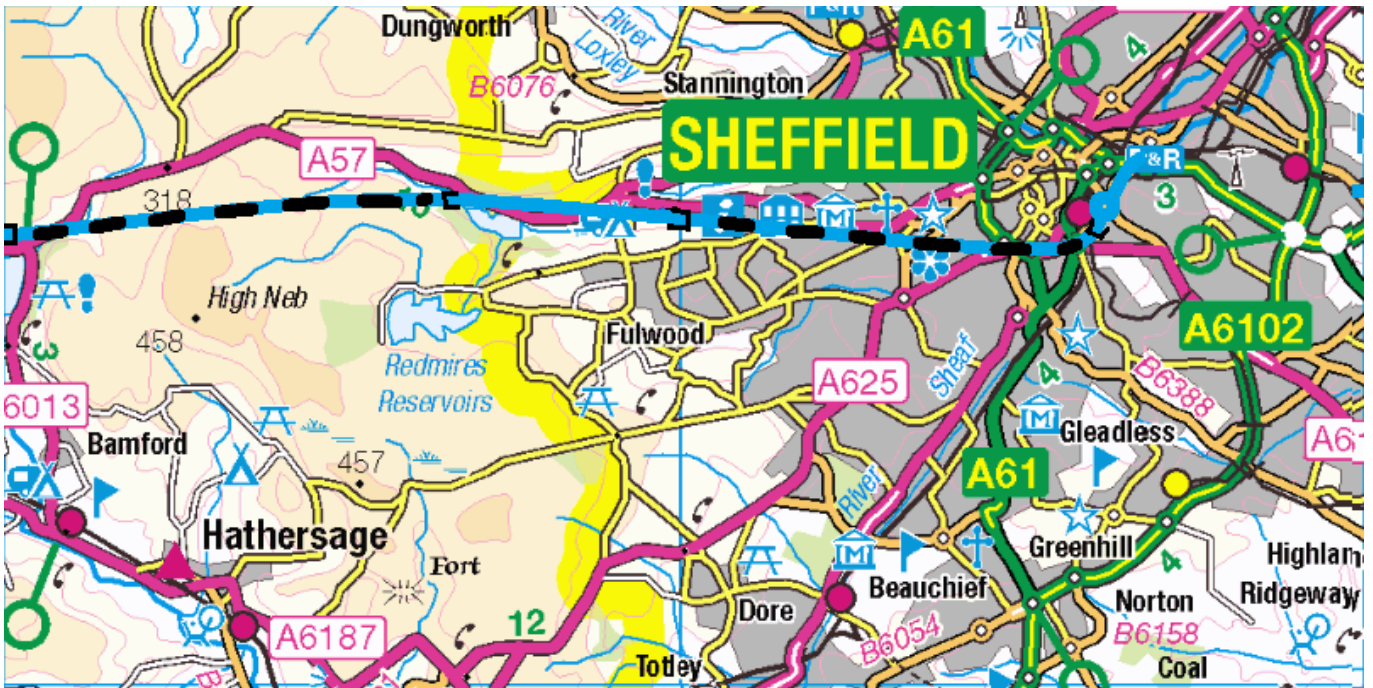 Dungworth
River
Loxley
A61
4
B6076
Stannington
SHEFFIELD
A57
318
P&R
3
High Neb
458
3
Fulwood
Redmires
Reservoirs
A625
Sheaf
4
A6102
B6388
6013
Bamford
457
Gleadless
A61
River
Hathersage
Fort
12
Greenhill
4
Beauchief
Dore
Norton
Ridgeway
A6187
B6054
B6158
Totley
Coal